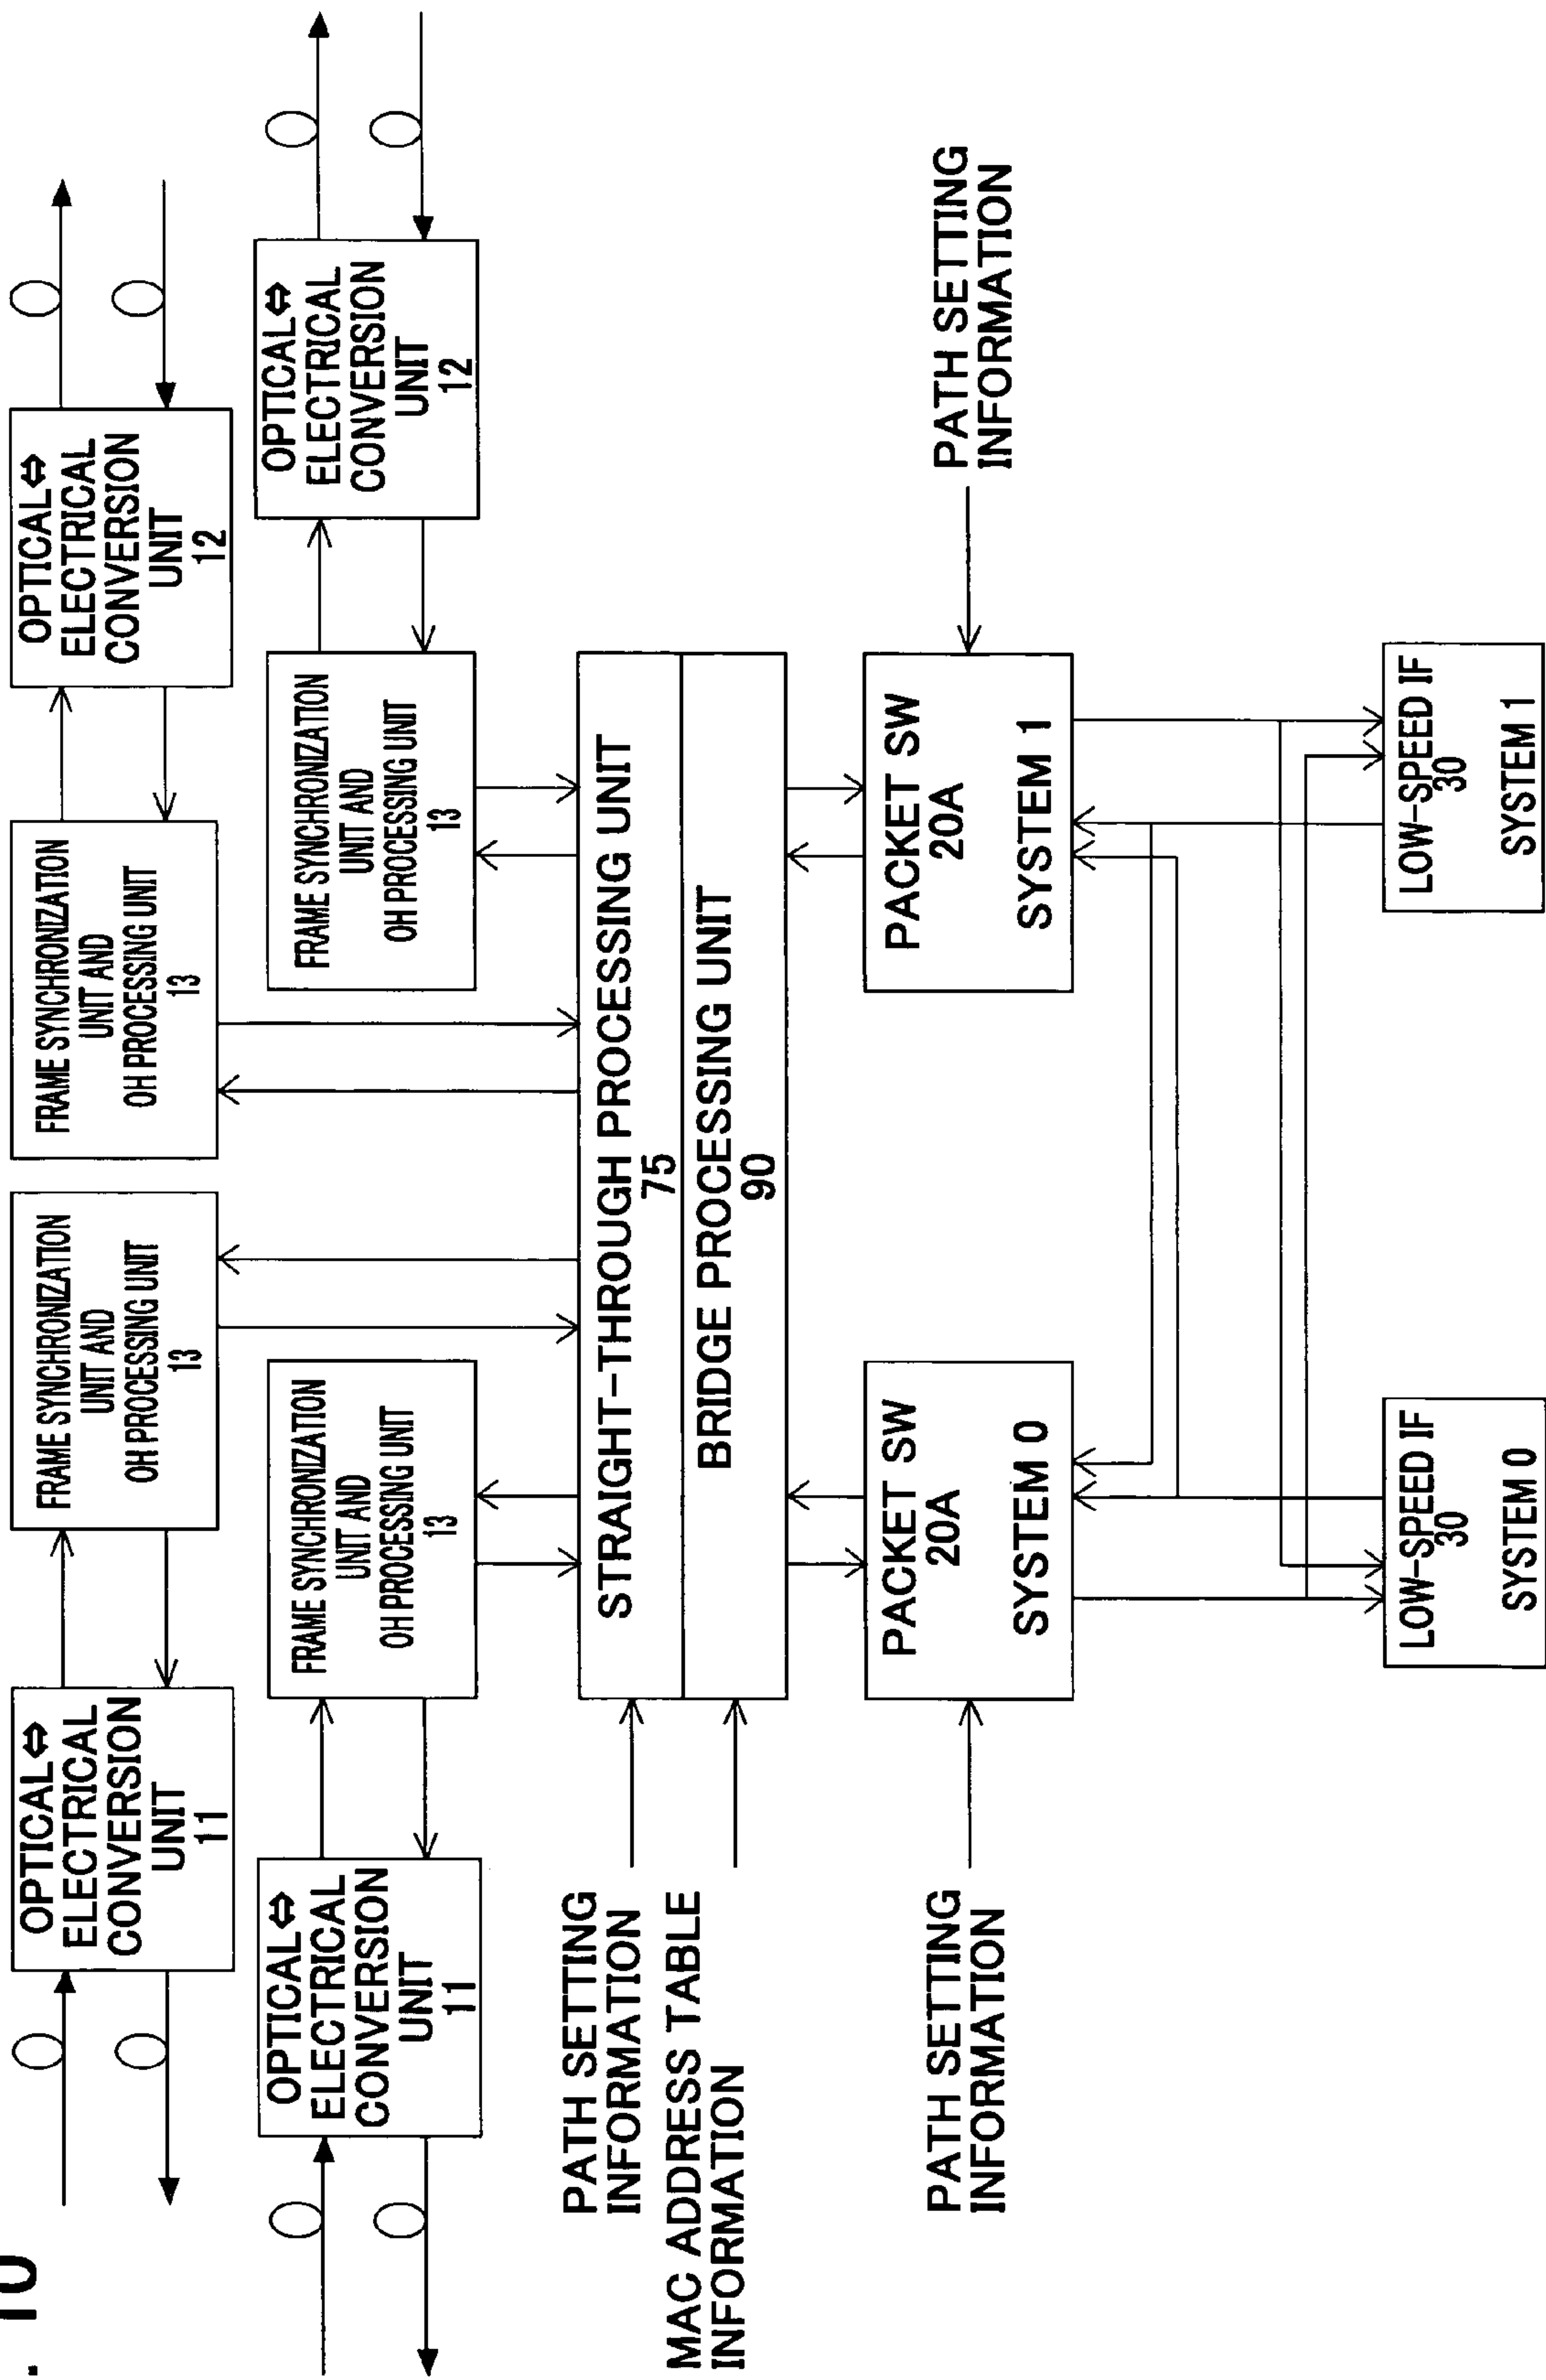 . 10
OPTICAL⇔
ELECTRICAL
CONVERSION
UNIT
11
FRAME SYNCHRONIZATION
UNIT AND
OH PROCESSING UNIT
13
FRAME SYNCHRONIZATION
UNIT AND
OH PROCESSING UNIT
13
OPTICAL⇔
ELECTRICAL
CONVERSION
UNIT
12
OPTICAL⇔
ELECTRICAL
CONVERSION
UNIT
11
FRAME SYNCHRONIZATION
UNIT AND
OH PROCESSING UNIT
13
FRAME SYNCHRONIZATION
UNIT AND
OH PROCESSING UNIT
13
OPTICAL⇔
ELECTRICAL
CONVERSION
UNIT
12
PATH SETTING
INFORMATION
STRAIGHT-THROUGH PROCESSING UNIT
75
MAC ADDRESS TABLE
INFORMATION
BRIDGE PROCESSING UNIT
90
PATH SETTING
INFORMATION
PACKET SW
20A
SYSTEM 0
PACKET SW
20A
SYSTEM 1
PATH SETTING
INFORMATION
LOW-SPEED IF
30
SYSTEM 0
LOW-SPEED IF
30
SYSTEM 1